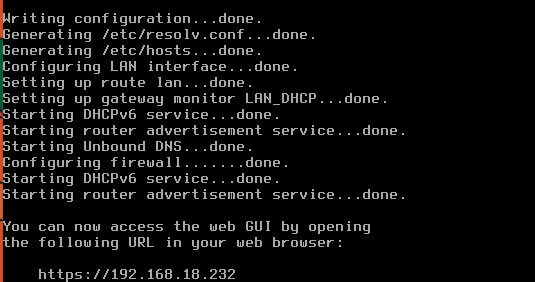 Writing configuration...done.
Generating /etc/resolv.conf...done.
Generating /etc/hosts...done.
Configuring LAN interface...done.
Setting up route lan...done.
Setting up gateway monitor LAN_DHCP...done.
Starting DHCPv6 service...done.
Starting router advertisement service...done.
Starting Unbound DNS...done.
Configuring firewall.......done.
Starting DHCPv6 service...done.
Starting router advertisement service...done.
You can now access the web GUI by opening
the following URL in your web browser:
https://192.168.18.232